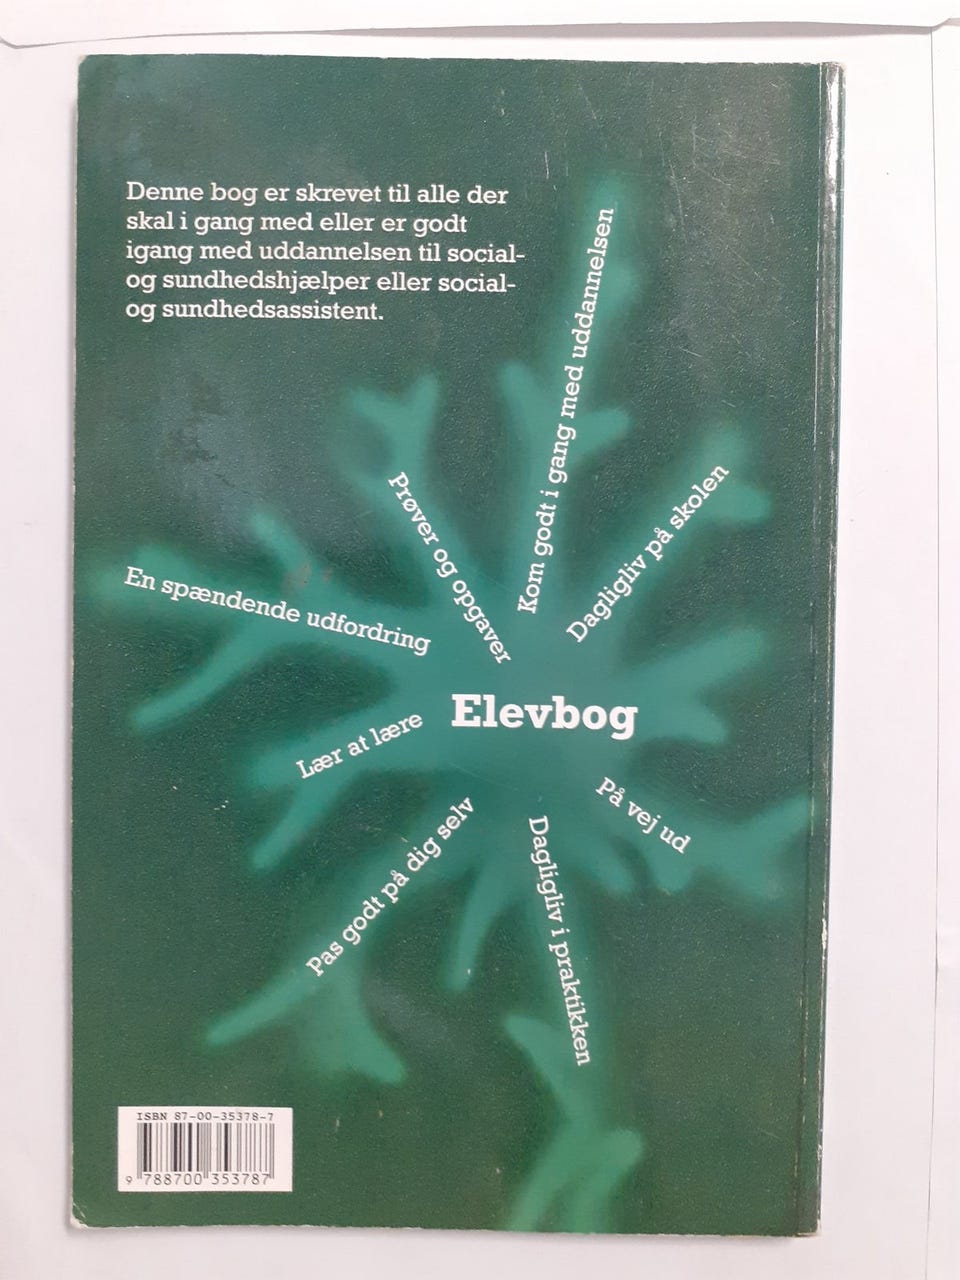 Denne bog er skrevet til alle der
skal i gang med eller er godt
igang med uddannelsen til social-
og sundhedshjælper eller social-
og sundhedsassistent.
Kom godt i gang med uddannelsen
Prøver og opgaver
Dagligliv på skolen
En spændende udfordring
Elevbog
Lær at lære
På vej ud
Pas godt på dig selv
Dagligliv i praktikken
ISBN 87-00-35378-7
9 788700 353787